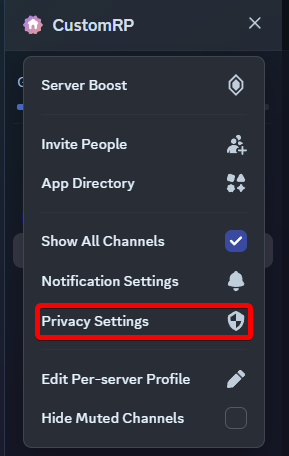 CustomRP
Server Boost
Invite People
App Directory
Show All Channels
Notification Settings
Privacy Settings
Edit Per-server Profile
Hide Muted Channels